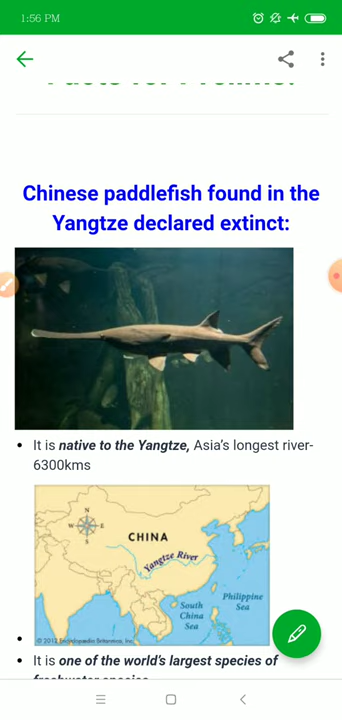 1:56 PM
Chinese paddlefish found in the
Yangtze declared extinct:
• It is native to the Yangtze, Asia’s longest river-
6300kms
N
W E
S
CHINA
Yangtze River
Philippine
Sea
South
China
Sea
© 2012 Encyclopædia Britannica, Inc.
• It is one of the world’s largest species of